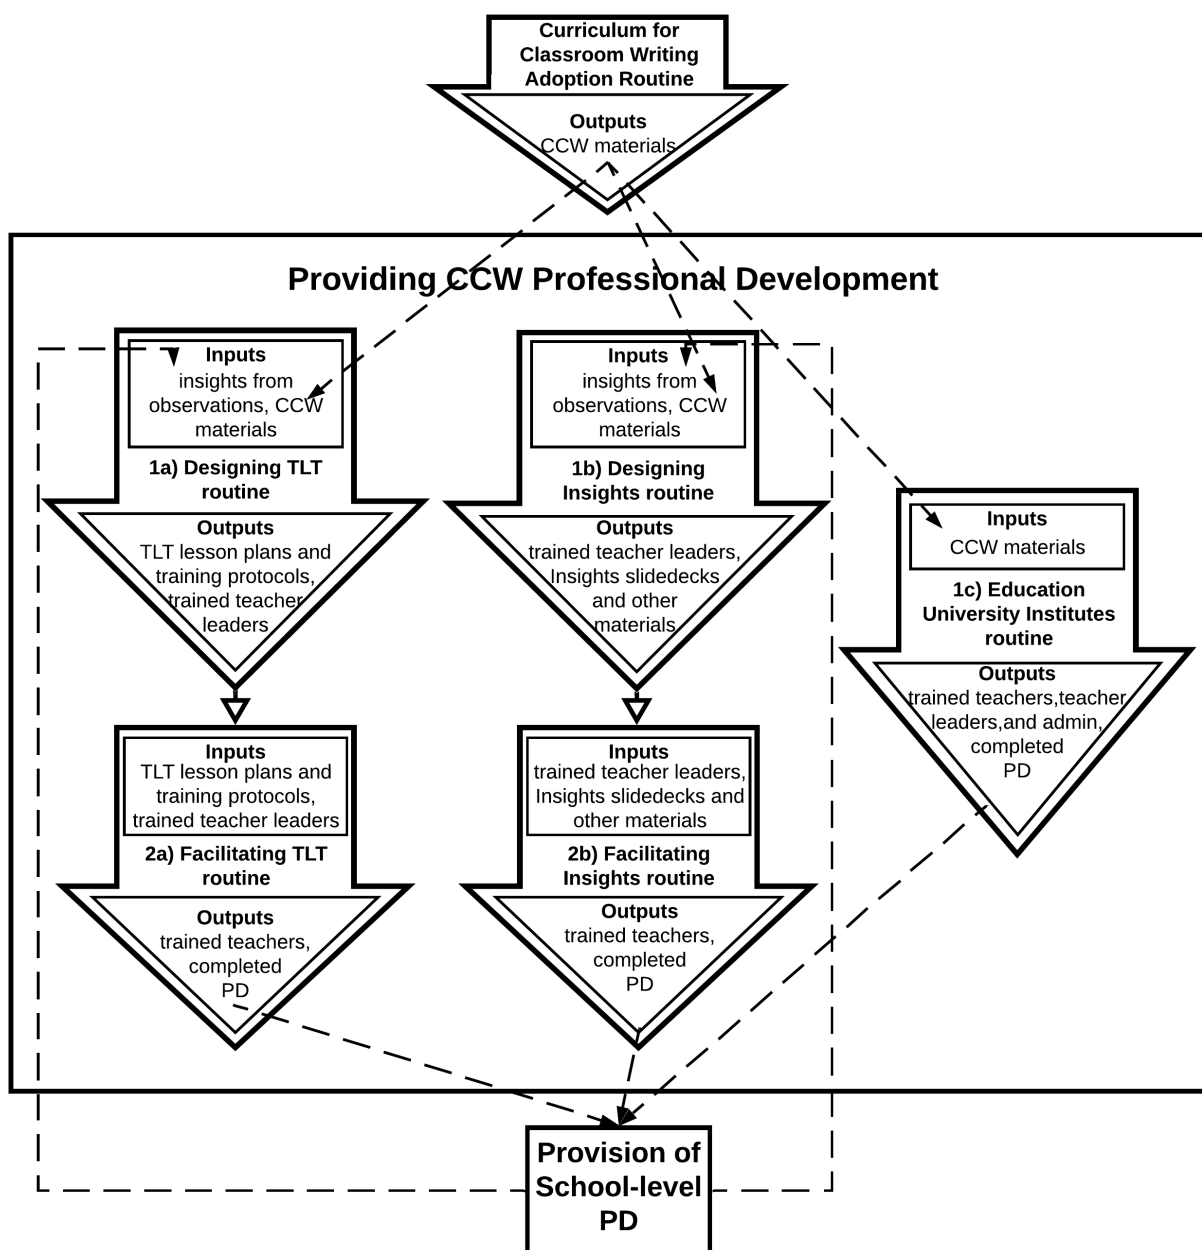 Curriculum for
Classroom Writing
Adoption Routine
Outputs
CCW materials
Providing CCW Professional Development
Inputs
insights from
observations, CCW
materials
1a) Designing TLT
routine
Outputs
TLT lesson plans and
training protocols,
trained teacher
leaders
Inputs
insights from
observations, CCW
materials
1b) Designing
Insights routine
Outputs
trained teacher leaders,
Insights slidedecks
and other
materials
Inputs
CCW materials
1c) Education
University Institutes
routine
Outputs
trained teachers,teacher
leaders,and admin,
completed
PD
Inputs
TLT lesson plans and
training protocols,
trained teacher leaders
2a) Facilitating TLT
routine
Outputs
trained teachers,
completed
PD
Inputs
trained teacher leaders,
Insights slidedecks and
other materials
2b) Facilitating
Insights routine
Outputs
trained teachers,
completed
PD
Provision of
School-level
PD